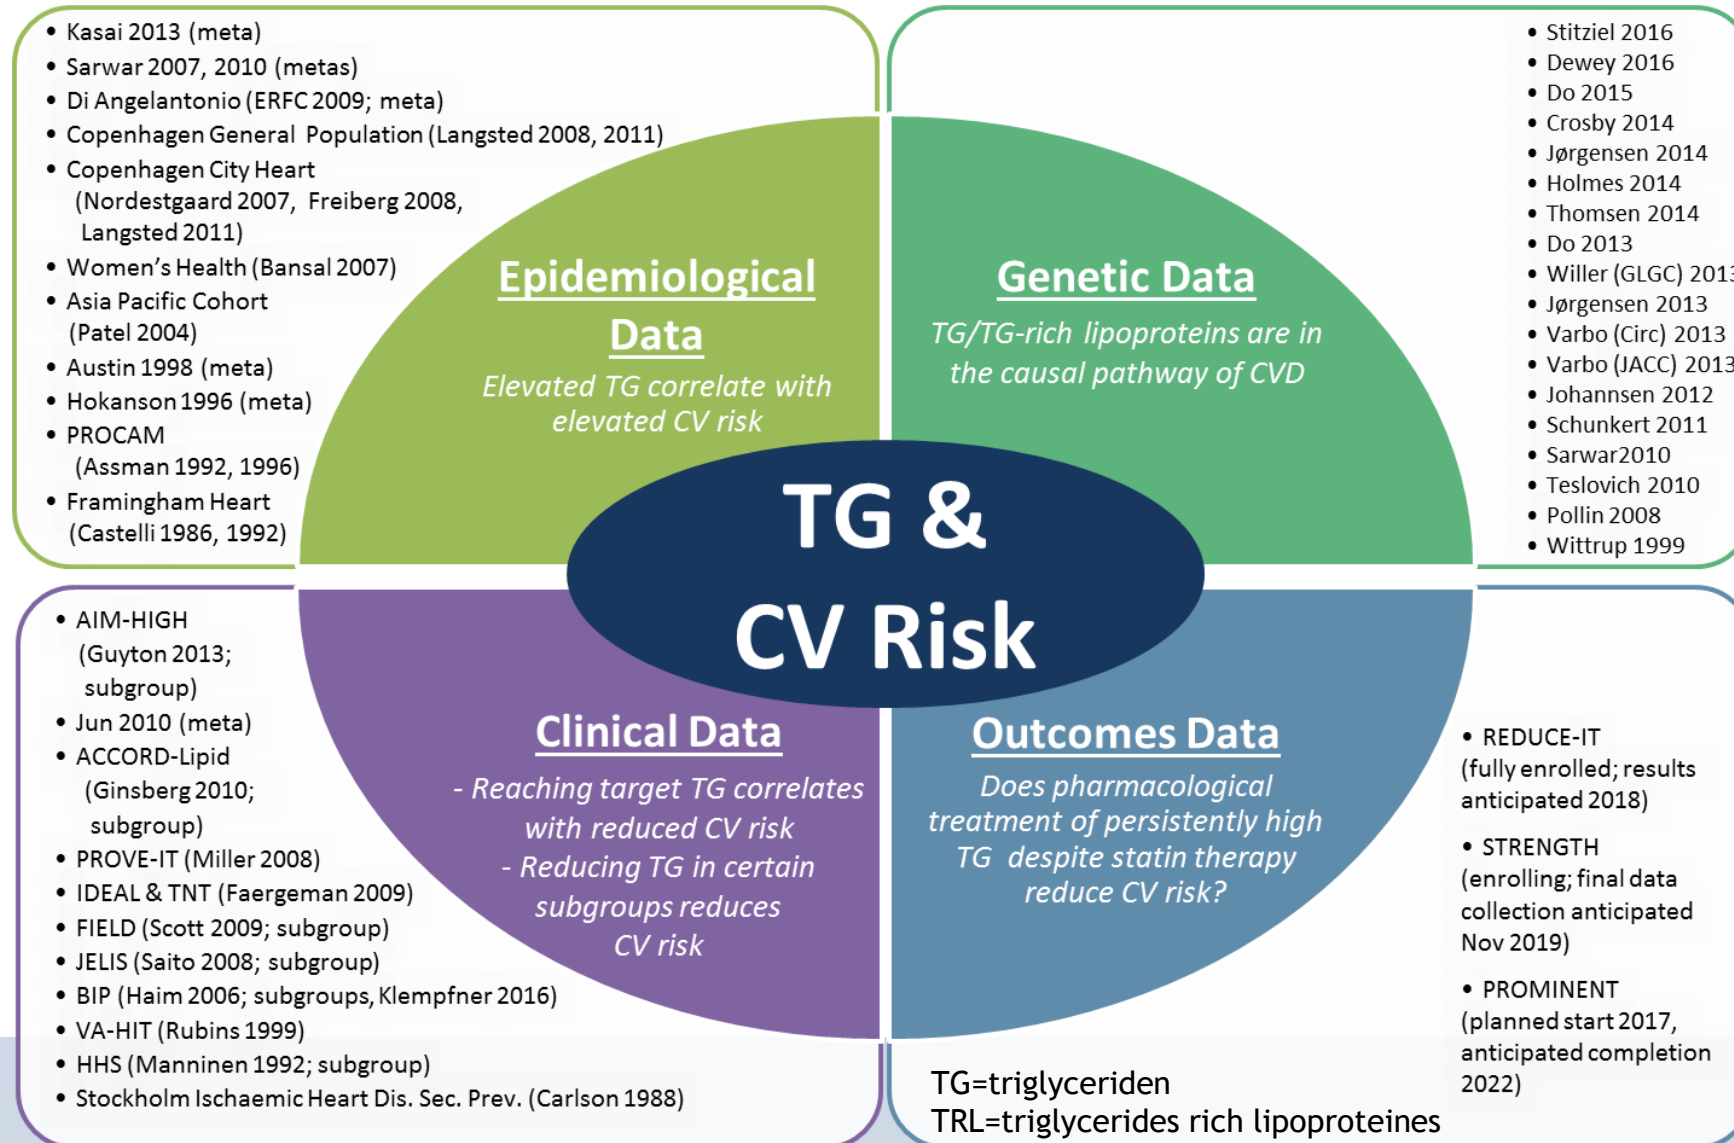 • Kasai 2013 (meta)
• Sarwar 2007, 2010 (metas)
• Di Angelantonio (ERFC 2009; meta)
• Copenhagen General Population (Langsted 2008, 2011)
• Copenhagen City Heart
(Nordestgaard 2007, Freiberg 2008,
Langsted 2011)
• Women's Health (Bansal 2007)
• Asia Pacific Cohort
(Patel 2004)
• Austin 1998 (meta)
• Hokanson 1996 (meta)
• PROCAM
(Assman 1992, 1996)
• Framingham Heart
(Castelli 1986, 1992)
Epidemiological
Data
Elevated TG correlate with
elevated CV risk
Genetic Data
TG/TG-rich lipoproteins are in
the causal pathway of CVD
• Stitziel 2016
• Dewey 2016
• Do 2015
• Crosby 2014
• Jørgensen 2014
• Holmes 2014
• Thomsen 2014
• Do 2013
• Willer (GLGC) 2013
• Jørgensen 2013
• Varbo (Circ) 2013
• Varbo (JACC) 2013
• Johannsen 2012
• Schunkert 2011
• Sarwar2010
• Teslovich 2010
• Pollin 2008
• Wittrup 1999
TG &
CV Risk
• AIM-HIGH
(Guyton 2013;
subgroup)
• Jun 2010 (meta)
• ACCORD-Lipid
(Ginsberg 2010;
subgroup)
• PROVE-IT (Miller 2008)
• IDEAL & TNT (Faergeman 2009)
• FIELD (Scott 2009; subgroup)
• JELIS (Saito 2008; subgroup)
• BIP (Haim 2006; subgroups, Klempfner 2016)
• VA-HIT (Rubins 1999)
• HHS (Manninen 1992; subgroup)
• Stockholm Ischaemic Heart Dis. Sec. Prev. (Carlson 1988)
Clinical Data
- Reaching target TG correlates
with reduced CV risk
- Reducing TG in certain
subgroups reduces
CV risk
Outcomes Data
Does pharmacological
treatment of persistently high
TG despite statin therapy
reduce CV risk?
• REDUCE-IT
(fully enrolled; results
anticipated 2018)
• STRENGTH
(enrolling; final data
collection anticipated
Nov 2019)
• PROMINENT
(planned start 2017,
anticipated completion
2022)
TG=triglyceriden
TRL=triglycerides rich lipoproteines